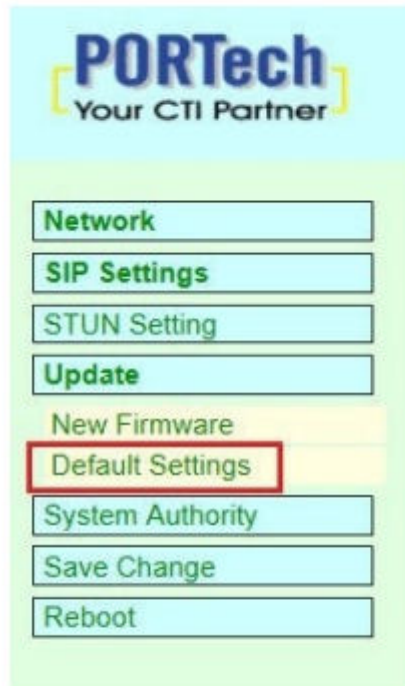 PORTech
Your CTI Partner
Network
SIP Settings
STUN Setting
Update
New Firmware
Default Settings
System Authority
Save Change
Reboot